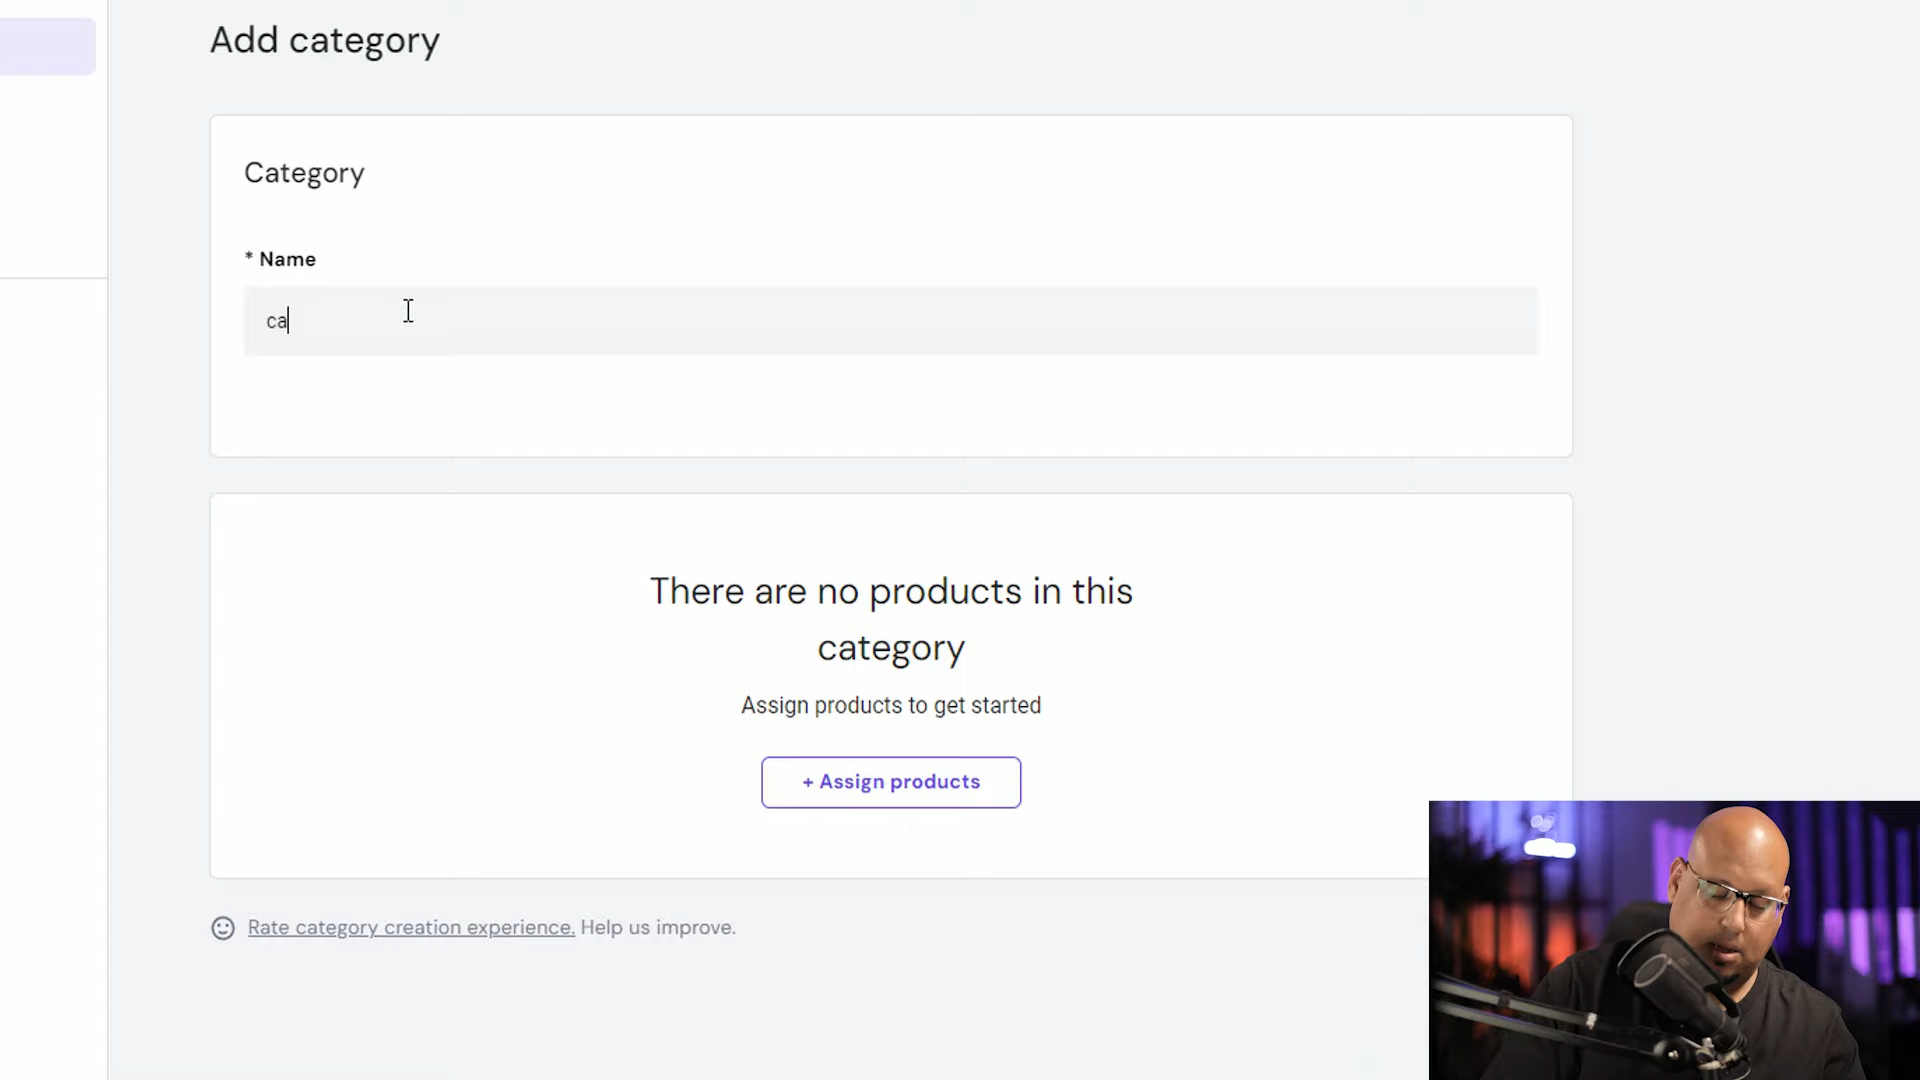 Add category
Category
* Name
ca
There are no products in this
category
Assign products to get started
+ Assign products
Rate category creation experience. Help us improve.